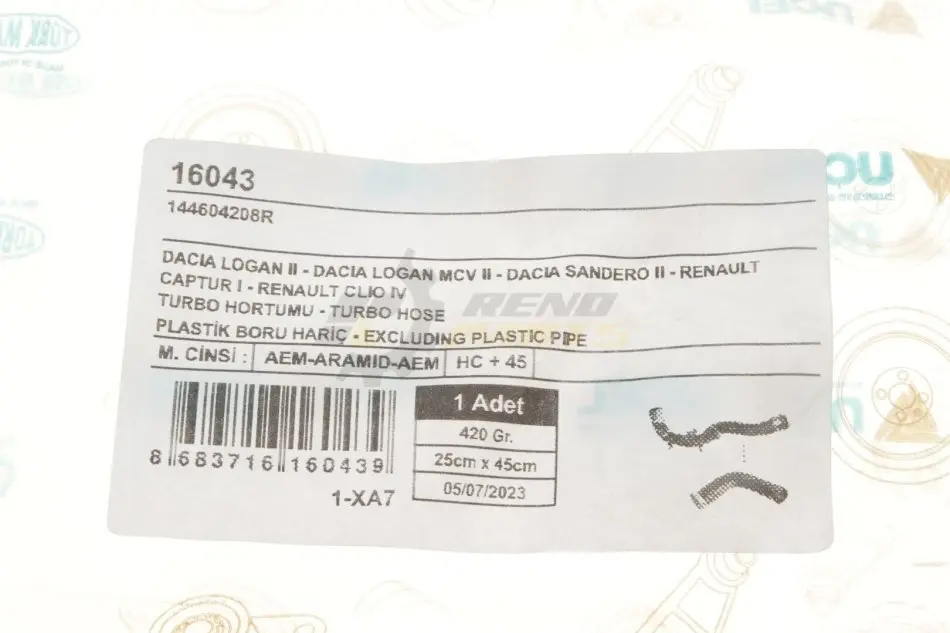 16043
144604208R
DACIA LOGAN II - DACIA LOGAN MCV II - DACIA SANDERO II - RENAULT
CAPTUR I - RENAULT CLIO IV
TURBO HORTUMU - TURBO HOSE
PLASTİK BORU HARİÇ - EXCLUDING PLASTIC PIPE
M. CİNSİ : AEM-ARAMID-AEM HC + 45
1 Adet
420 Gr.
25cm x 45cm
05/07/2023
8 683716 160439
1-XA7
RENO